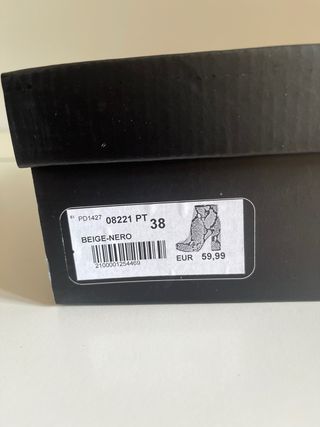 PD1427 08221 PT 38
BEIGE-NERO
2100001254469
EUR 59,99